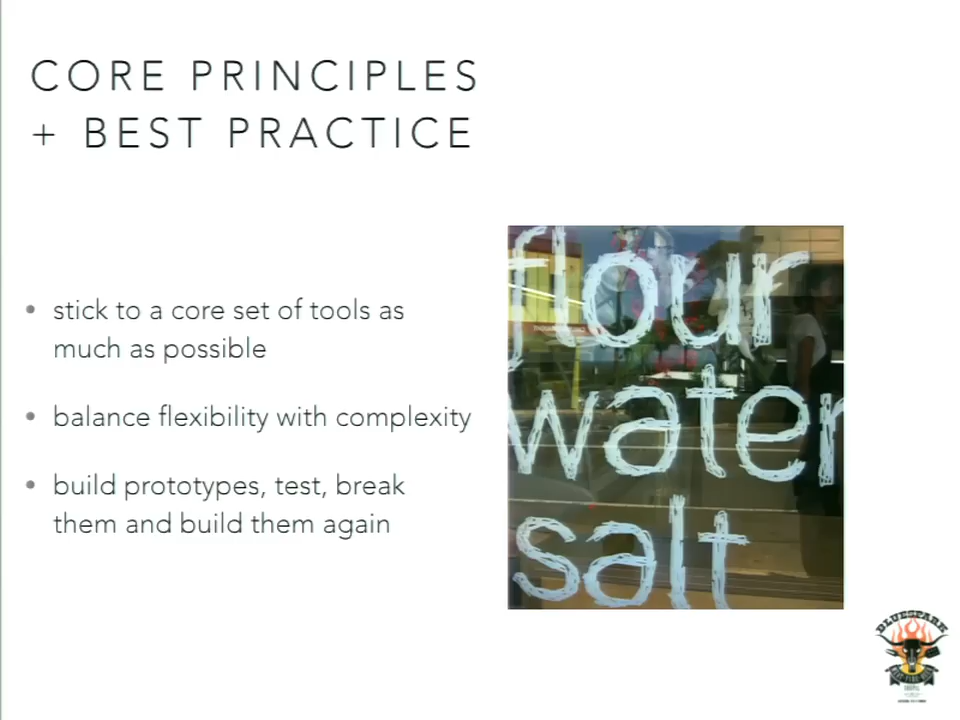 CORE PRINCIPLES
+ BEST PRACTICE
• stick to a core set of tools as
much as possible
• balance flexibility with complexity
• build prototypes, test, break
them and build them again
flour
water
salt
BLUESPARK